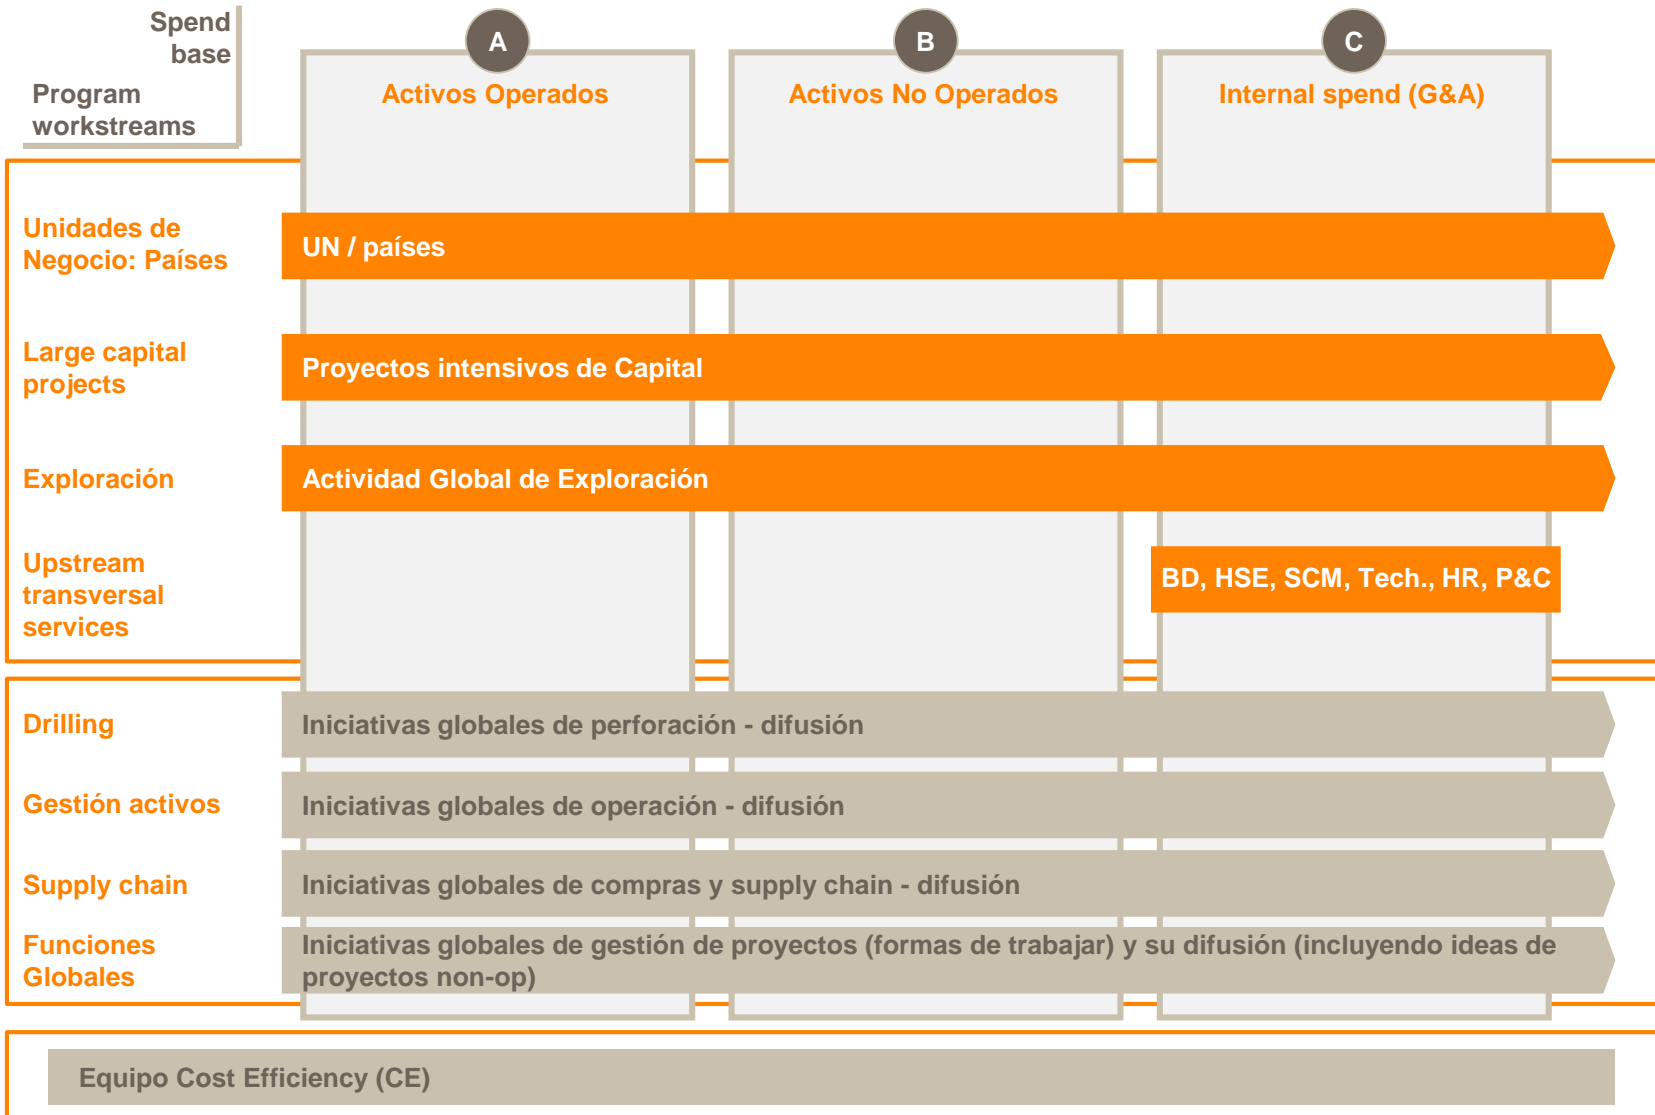 Spend
base
Program
workstreams
A
B
C
Activos Operados
Activos No Operados
Internal spend (G&A)
Unidades de
Negocio: Países
UN / países
Large capital
projects
Proyectos intensivos de Capital
Exploración
Actividad Global de Exploración
Upstream
transversal
services
BD, HSE, SCM, Tech., HR, P&C
Drilling
Iniciativas globales de perforación - difusión
Gestión activos
Iniciativas globales de operación - difusión
Supply chain
Iniciativas globales de compras y supply chain - difusión
Funciones
Globales
Iniciativas globales de gestión de proyectos (formas de trabajar) y su difusión (incluyendo ideas de
proyectos non-op)
Equipo Cost Efficiency (CE)